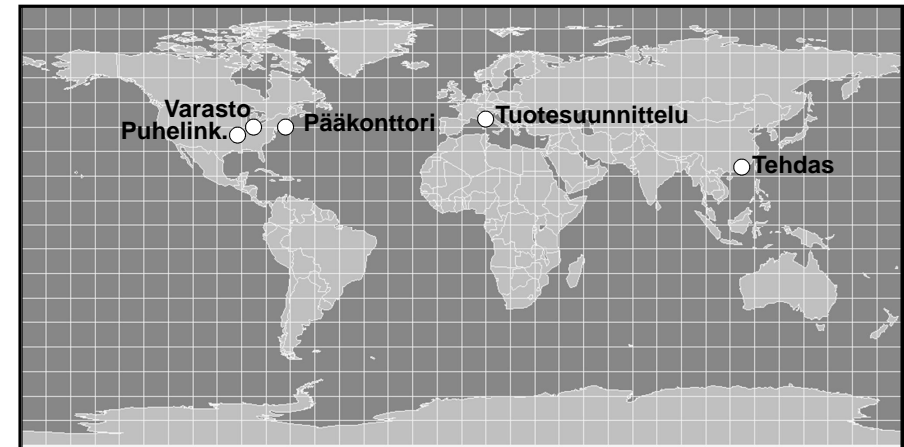 Varasto
Puhelink.
Pääkonttori
Tuotesuunnittelu
Tehdas